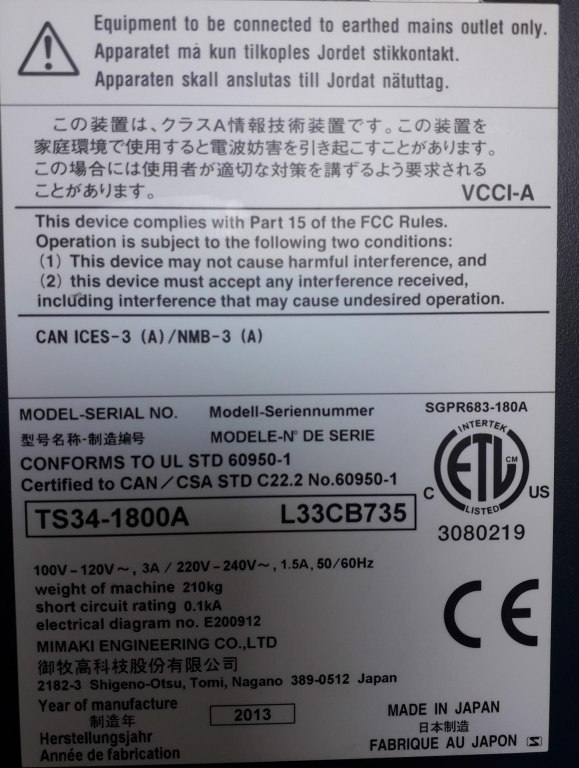 Equipment to be connected to earthed mains outlet only.
Apparatet må kun tilkoples Jordet stikkontakt.
Apparaten skall anslutas till Jordat nätuttag.
この装置は、クラスA情報技術装置です。この装置を
家庭環境で使用すると電波妨害を引き起こすことがあります。
この場合には使用者が適切な対策を講ずるよう要求される
ことがあります。
VCCI-A
This device complies with Part 15 of the FCC Rules.
Operation is subject to the following two conditions:
(1) This device may not cause harmful interference, and
(2) this device must accept any interference received,
including interference that may cause undesired operation.
CAN ICES-3 (A)/NMB-3 (A)
MODEL-SERIAL NO. Modell-Seriennummer
型号名称-制造编号 MODELE-N° DE SERIE
CONFORMS TO UL STD 60950-1
Certified to CAN/CSA STD C22.2 No.60950-1
SGPR683-180A
INTERTEK
ETL CM
LISTED
C US
3080219
TS34-1800A L33CB735
100V-120V～, 3A / 220V-240V～, 1.5A, 50/60Hz
weight of machine 210kg
short circuit rating 0.1kA
electrical diagram no. E200912
MIMAKI ENGINEERING CO.,LTD
御牧高科技股份有限公司
2182-3 Shigeno-Otsu, Tomi, Nagano 389-0512 Japan
CE
Year of manufacture
制造年
Herstellungsjahr
Année de fabrication
2013
MADE IN JAPAN
日本制造
FABRIQUE AU JAPON